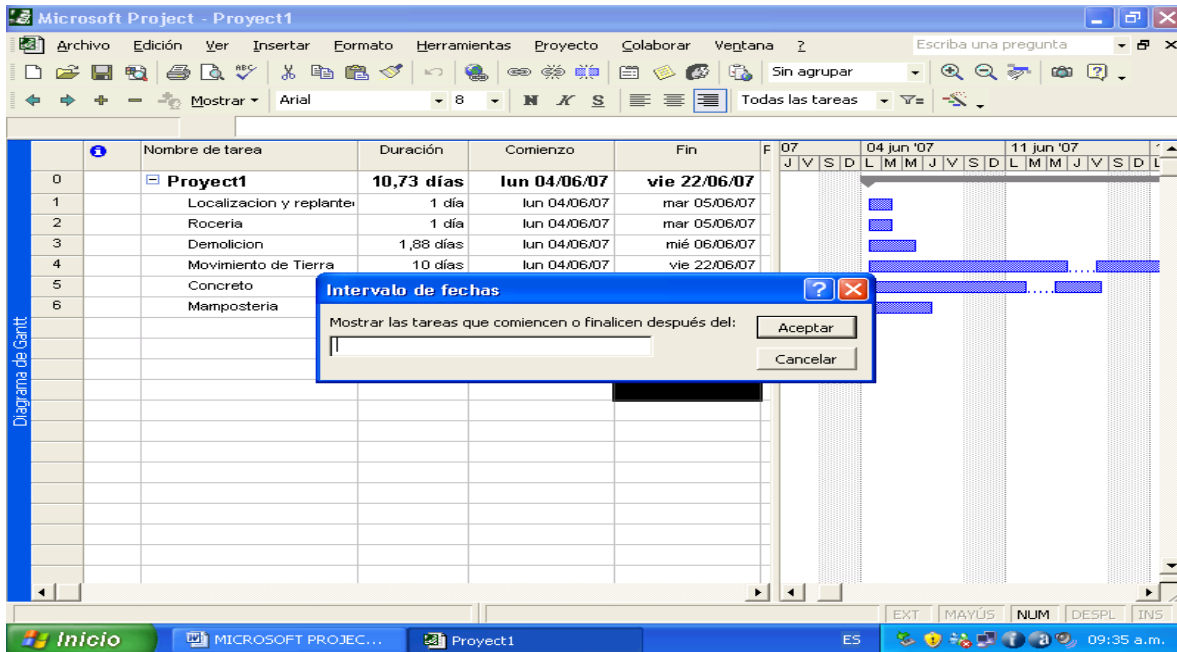 Microsoft Project - Proyect1
Archivo Edición Ver Insertar Formato Herramientas Proyecto Colaborar Ventana ? Escriba una pregunta
Sin agrupar
Mostrar Arial 8 N K S Todas las tareas
Nombre de tarea Duración Comienzo Fin P 07 04 jun '07 11 jun '07
J V S D L M M J V S D L M M J V S D L
0 Proyect1 10,73 días lun 04/06/07 vie 22/06/07
1 Localizacion y replante 1 día lun 04/06/07 mar 05/06/07
2 Roceria 1 día lun 04/06/07 mar 05/06/07
3 Demolicion 1,88 días lun 04/06/07 mié 06/06/07
4 Movimiento de Tierra 10 días lun 04/06/07 vie 22/06/07
5 Concreto
6 Mamposteria
Intervalo de fechas
Mostrar las tareas que comiencen o finalicen después del:
Aceptar
Cancelar
Diagrama de Gantt
EXT MAYÚS NUM DESPL INS
Inicio MICROSOFT PROJEC... Proyect1 ES 09:35 a.m.